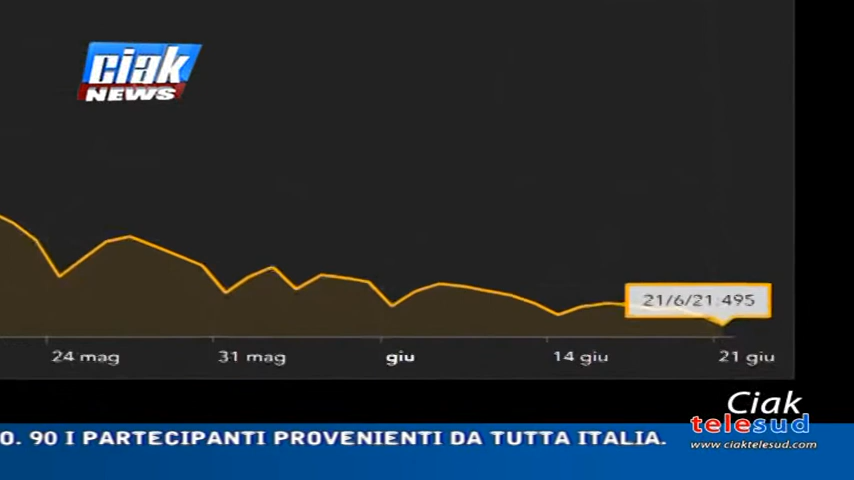 ciak
NEWS
21/6/21 495
24 mag
31 mag
giu
14 giu
21 giu
Ciak
telesud
www.ciaktelesud.com
O. 90 I PARTECIPANTI PROVENIENTI DA TUTTA ITALIA.